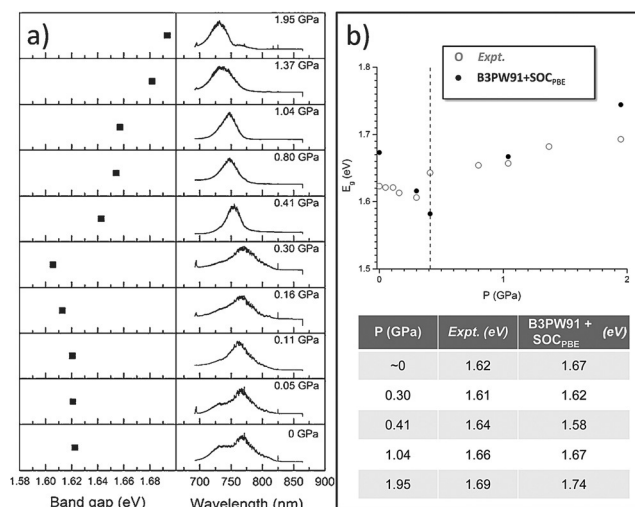 a)
1.95 GPa
1.37 GPa
1.04 GPa
0.80 GPa
0.41 GPa
0.30 GPa
0.16 GPa
0.11 GPa
0.05 GPa
0 GPa
1.58 1.60 1.62 1.64 1.66 1.68
700 750 800 850 900
Band gap (eV)
Wavelength (nm)
b)
Expt.
B3PW91+SOCPBE
1.8
1.7
1.6
1.5
Eg (eV)
0 1 2
P (GPa)
P (GPa) Expt. (eV) B3PW91 + SOCPBE (eV)
~0 1.62 1.67
0.30 1.61 1.62
0.41 1.64 1.58
1.04 1.66 1.67
1.95 1.69 1.74